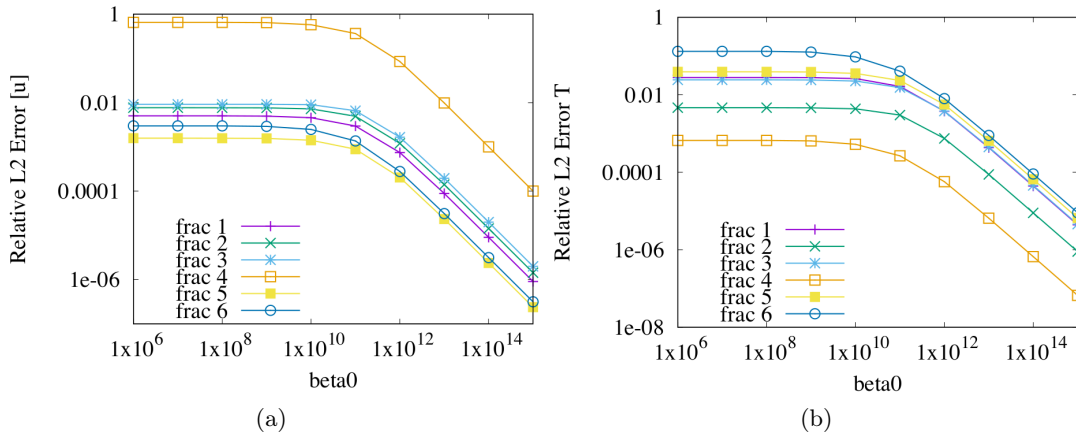 1
0.01
0.0001
1e-06
Relative L2 Error [u]
frac 1
frac 2
frac 3
frac 4
frac 5
frac 6
1x10^6
1x10^8
1x10^10
1x10^12
1x10^14
beta0
(a)
1
0.01
0.0001
1e-06
1e-08
Relative L2 Error T
frac 1
frac 2
frac 3
frac 4
frac 5
frac 6
1x10^6
1x10^8
1x10^10
1x10^12
1x10^14
beta0
(b)